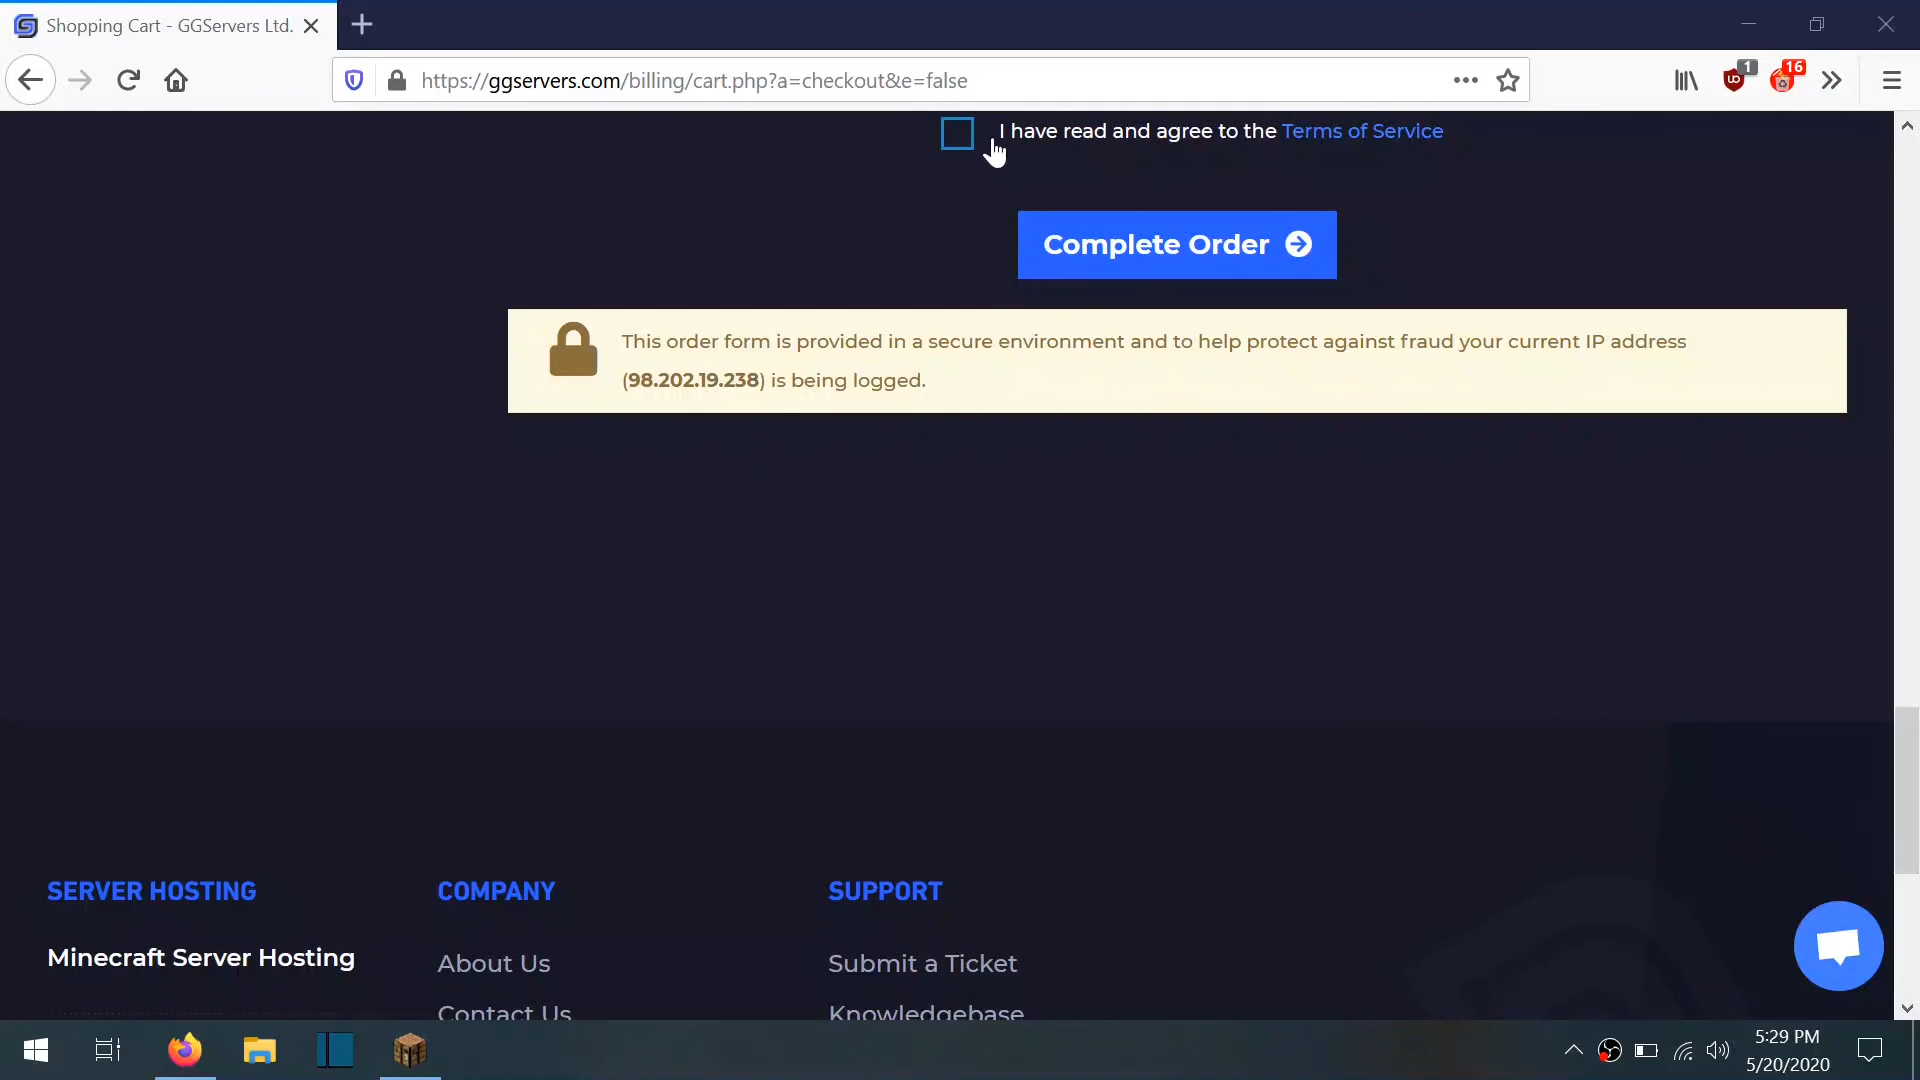 Shopping Cart - GGServers Ltd.
https://ggservers.com/billing/cart.php?a=checkout&e=false
1
16
I have read and agree to the Terms of Service
Complete Order
This order form is provided in a secure environment and to help protect against fraud your current IP address
(98.202.19.238) is being logged.
SERVER HOSTING
COMPANY
SUPPORT
Minecraft Server Hosting
About Us
Submit a Ticket
Contact Us
Knowledgebase
5:29 PM
5/20/2020